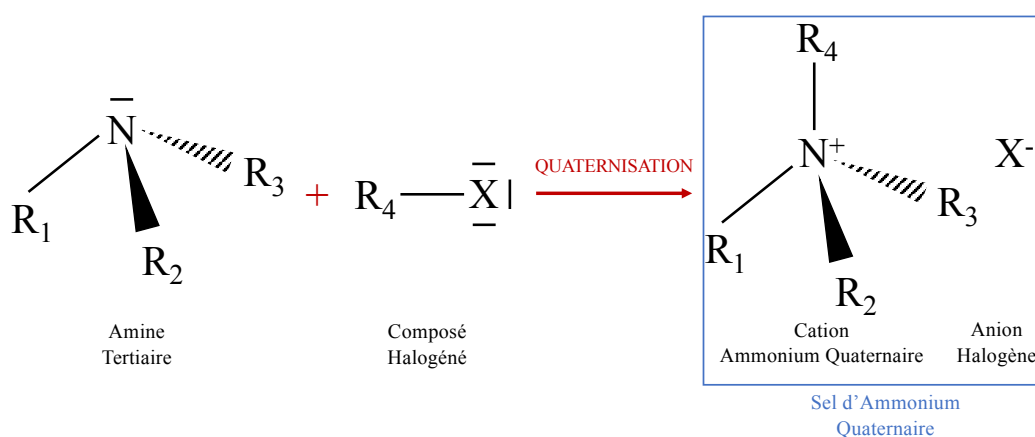 N
R₁
R₂
R₃
+
R₄
X
QUATERNISATION
R₄
N⁺
R₁
R₂
R₃
X⁻
Amine
Tertiaire
Composé
Halogéné
Cation
Ammonium Quaternaire
Anion
Halogène
Sel d’Ammonium
Quaternaire